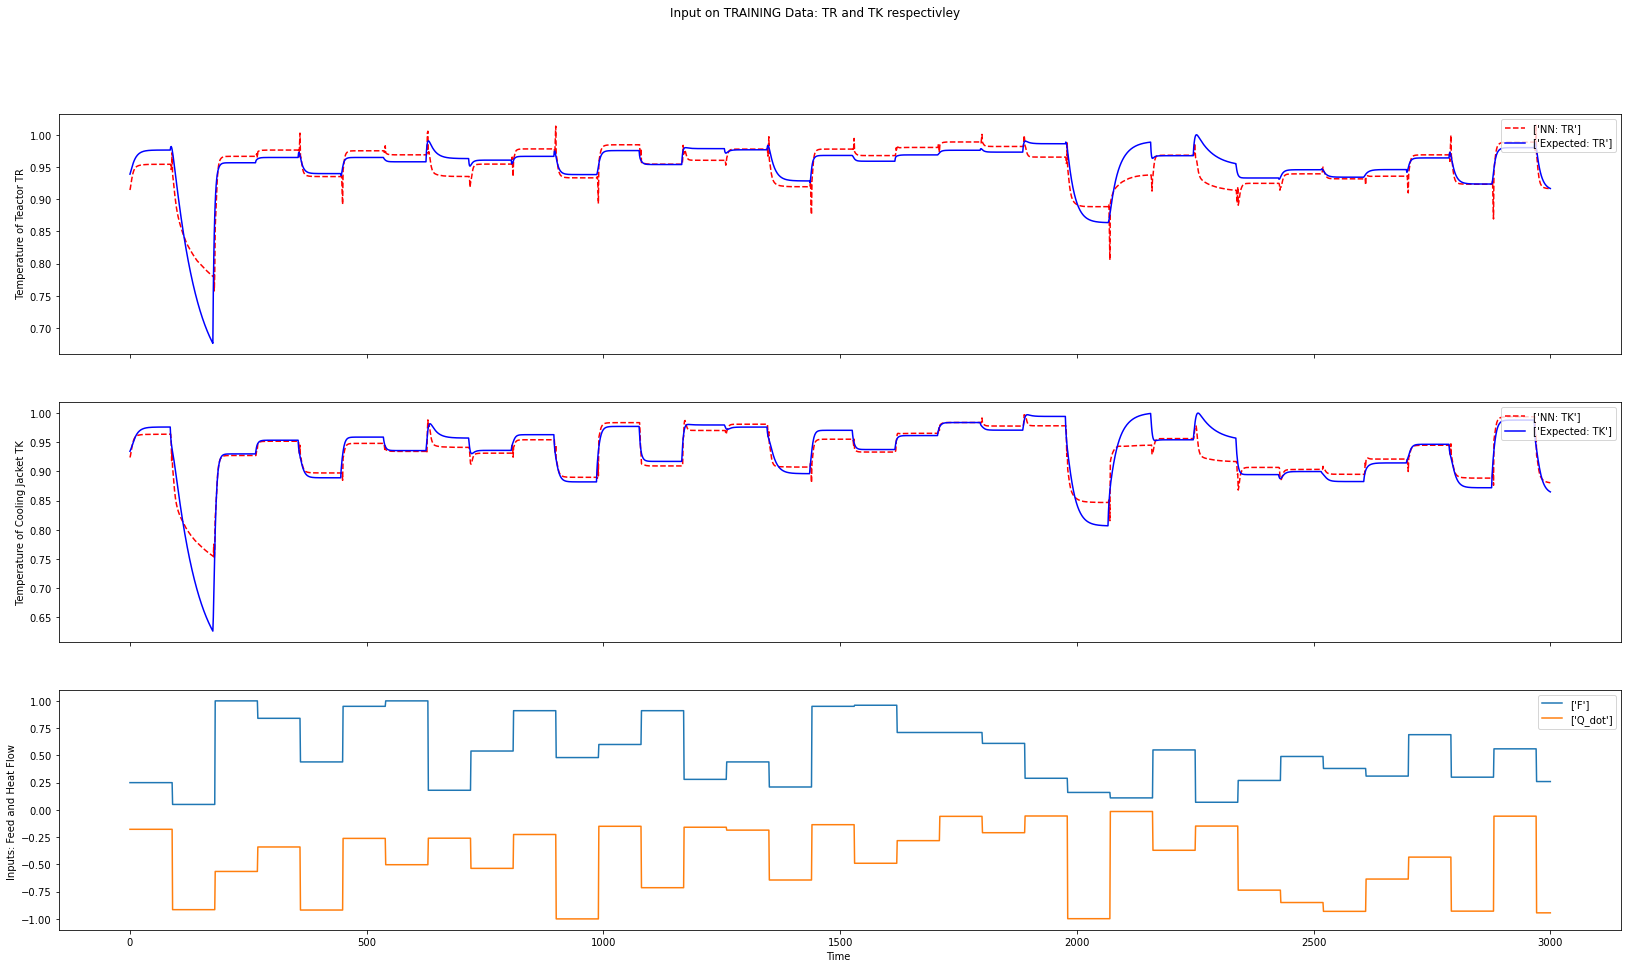 Input on TRAINING Data: TR and TK respectivley
Temperature of Teactor TR
1.00
0.95
0.90
0.85
0.80
0.75
0.70
['NN: TR']
['Expected: TR']
Temperature of Cooling Jacket TK
1.00
0.95
0.90
0.85
0.80
0.75
0.70
0.65
['NN: TK']
['Expected: TK']
Inputs: Feed and Heat Flow
1.00
0.75
0.50
0.25
0.00
−0.25
−0.50
−0.75
−1.00
['F']
['Q_dot']
0
500
1000
1500
2000
2500
3000
Time